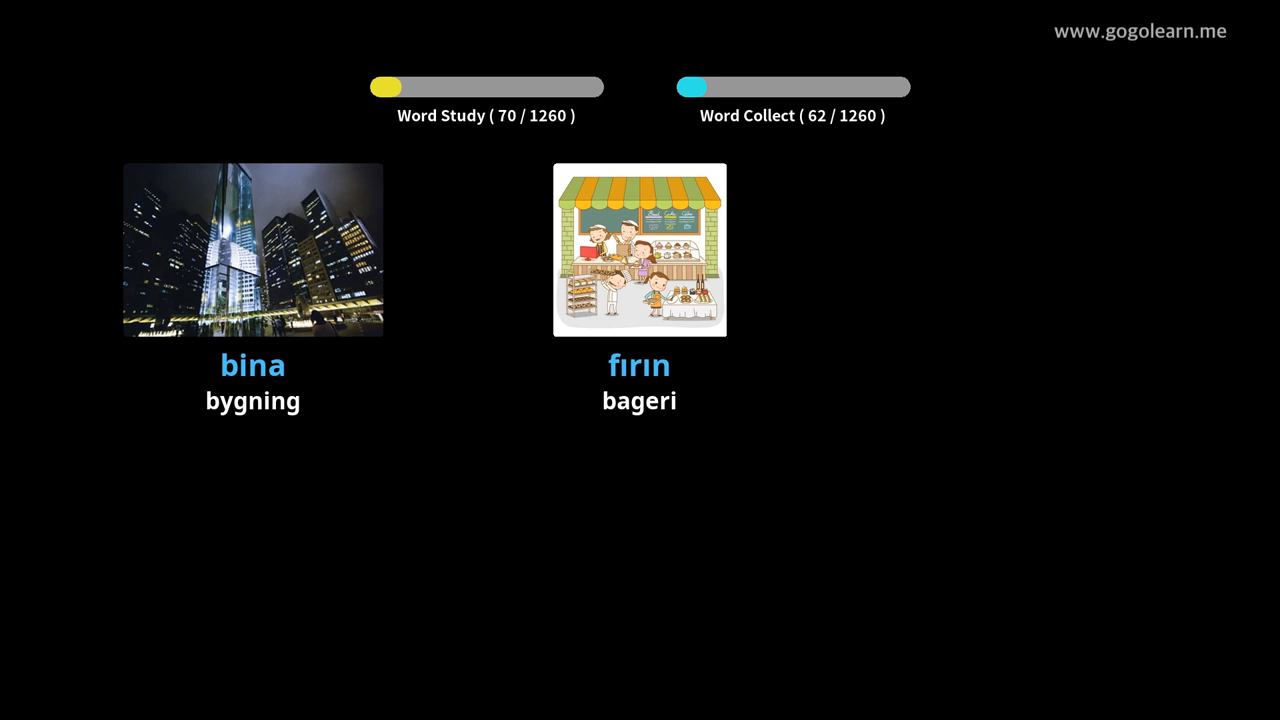 www.gogolearn.me
Word Study ( 70 / 1260 )
Word Collect ( 62 / 1260 )
bina
bygning
fırın
bageri